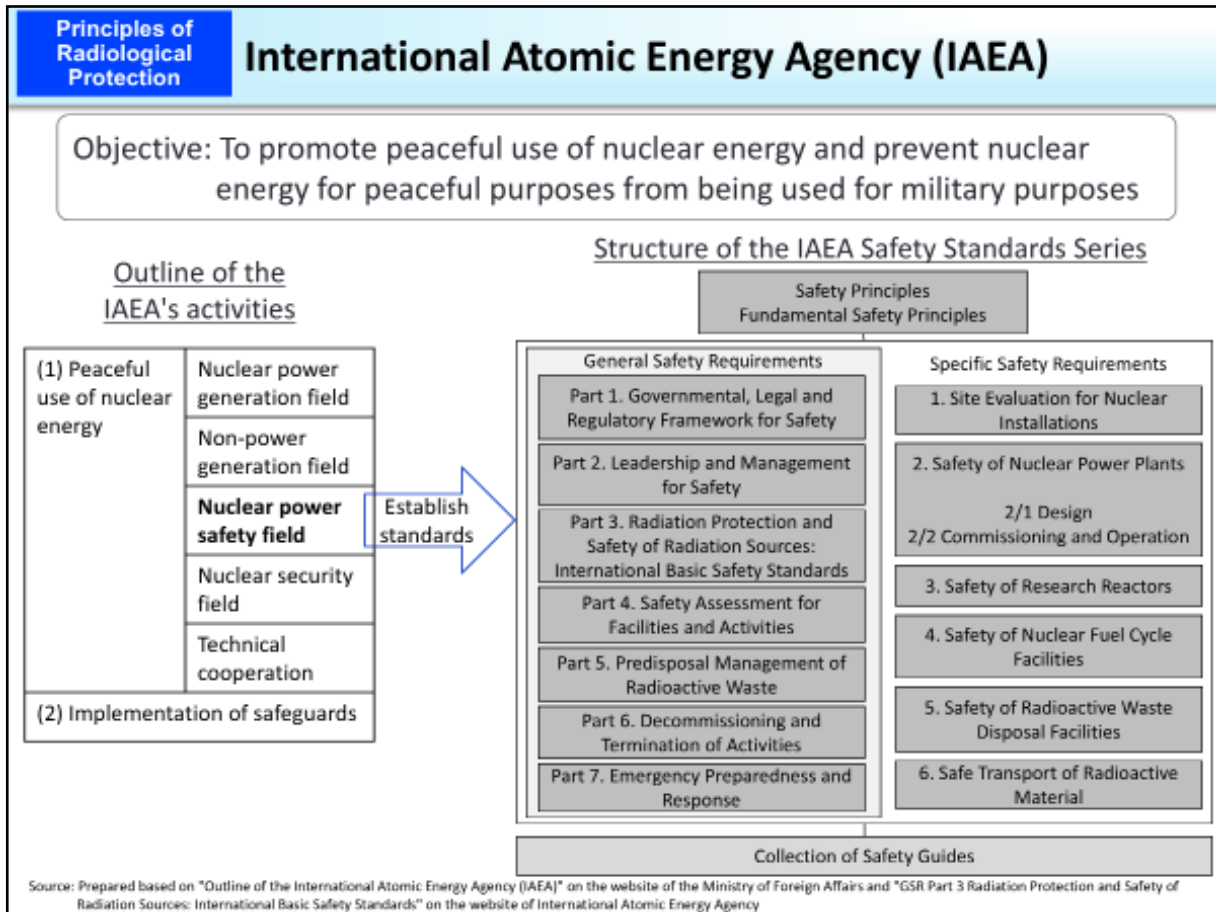 Principles of
Radiological
Protection
International Atomic Energy Agency (IAEA)
Objective: To promote peaceful use of nuclear energy and prevent nuclear
energy for peaceful purposes from being used for military purposes
Outline of the
IAEA's activities
(1) Peaceful
use of nuclear
energy
Nuclear power
generation field
Non-power
generation field
Nuclear power
safety field
Nuclear security
field
Technical
cooperation
(2) Implementation of safeguards
Establish
standards
Structure of the IAEA Safety Standards Series
Safety Principles
Fundamental Safety Principles
General Safety Requirements
Part 1. Governmental, Legal and
Regulatory Framework for Safety
Part 2. Leadership and Management
for Safety
Part 3. Radiation Protection and
Safety of Radiation Sources:
International Basic Safety Standards
Part 4. Safety Assessment for
Facilities and Activities
Part 5. Predisposal Management of
Radioactive Waste
Part 6. Decommissioning and
Termination of Activities
Part 7. Emergency Preparedness and
Response
Specific Safety Requirements
1. Site Evaluation for Nuclear
Installations
2. Safety of Nuclear Power Plants
2/1 Design
2/2 Commissioning and Operation
3. Safety of Research Reactors
4. Safety of Nuclear Fuel Cycle
Facilities
5. Safety of Radioactive Waste
Disposal Facilities
6. Safe Transport of Radioactive
Material
Collection of Safety Guides
Source: Prepared based on "Outline of the International Atomic Energy Agency (IAEA)" on the website of the Ministry of Foreign Affairs and "GSR Part 3 Radiation Protection and Safety of
Radiation Sources: International Basic Safety Standards" on the website of International Atomic Energy Agency